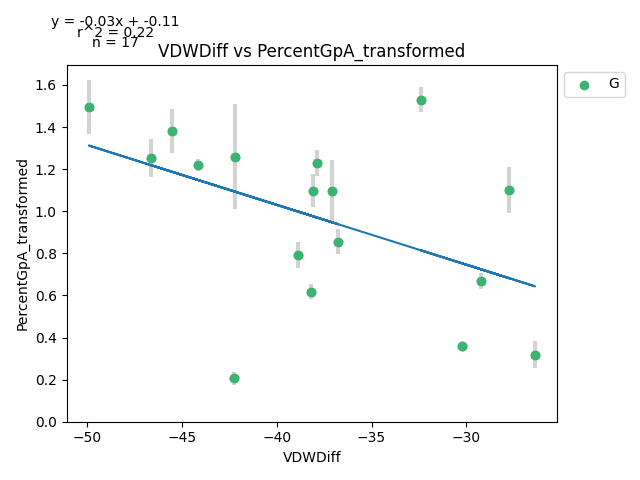 y = -0.03x + -0.11
r^2 = 0.22
n = 17
VDWDiff vs PercentGpA_transformed
G
PercentGpA_transformed
1.6
1.4
1.2
1.0
0.8
0.6
0.4
0.2
0.0
−50 −45 −40 −35 −30
VDWDiff